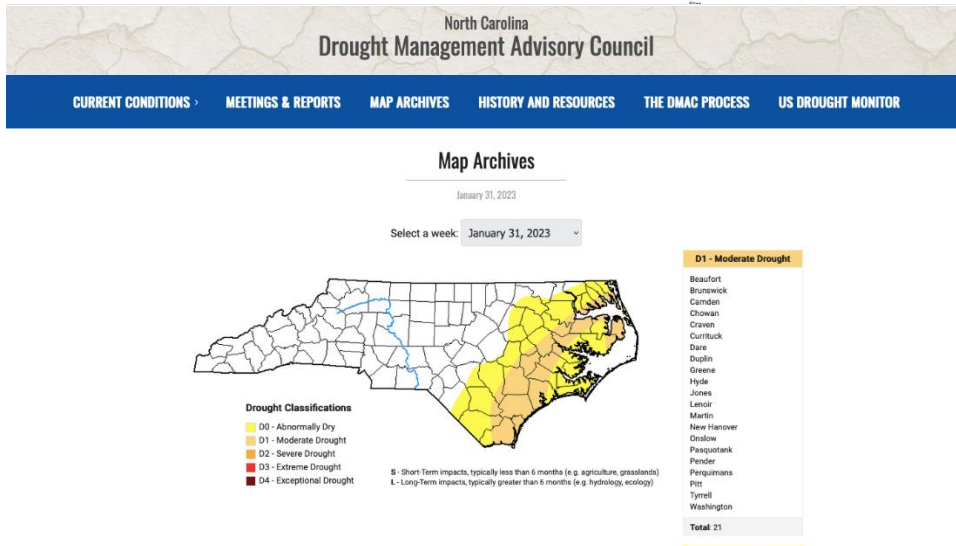 North Carolina
Drought Management Advisory Council
CURRENT CONDITIONS ›
MEETINGS & REPORTS
MAP ARCHIVES
HISTORY AND RESOURCES
THE DMAC PROCESS
US DROUGHT MONITOR
Map Archives
January 31, 2023
Select a week: January 31, 2023
Drought Classifications
D0 - Abnormally Dry
D1 - Moderate Drought
D2 - Severe Drought
D3 - Extreme Drought
D4 - Exceptional Drought
S - Short-Term impacts, typically less than 6 months (e.g. agriculture, grasslands)
L - Long-Term impacts, typically greater than 6 months (e.g. hydrology, ecology)
D1 - Moderate Drought
Beaufort
Brunswick
Camden
Chowan
Craven
Currituck
Dare
Duplin
Greene
Hyde
Jones
Lenoir
Martin
New Hanover
Onslow
Pasquotank
Pender
Perquimans
Pitt
Tyrrell
Washington
Total: 21